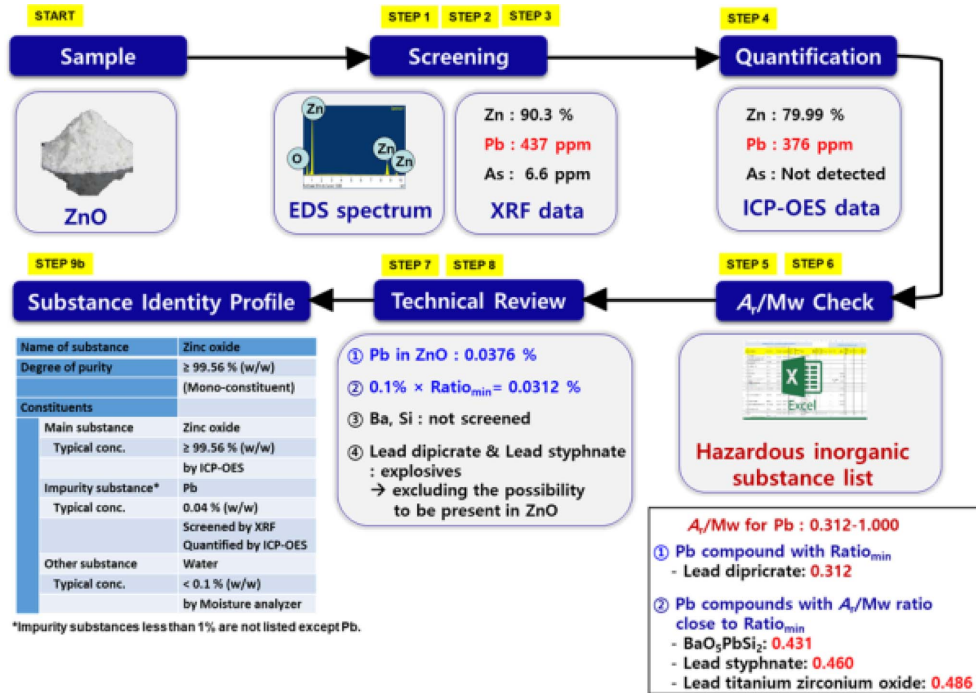 START
STEP 1 STEP 2 STEP 3
STEP 4
Sample
Screening
Quantification
ZnO
Zn
O
Zn
Zn
EDS spectrum
Zn : 90.3 %
Pb : 437 ppm
As : 6.6 ppm
XRF data
Zn : 79.99 %
Pb : 376 ppm
As : Not detected
ICP-OES data
STEP 9b
STEP 7 STEP 8
STEP 5 STEP 6
Substance Identity Profile
Technical Review
Ar/Mw Check
Name of substance Zinc oxide
Degree of purity ≥ 99.56 % (w/w)
(Mono-constituent)
Constituents
Main substance Zinc oxide
Typical conc. ≥ 99.56 % (w/w)
by ICP-OES
Impurity substance* Pb
Typical conc. 0.04 % (w/w)
Screened by XRF
Quantified by ICP-OES
Other substance Water
Typical conc. < 0.1 % (w/w)
by Moisture analyzer
*Impurity substances less than 1% are not listed except Pb.
① Pb in ZnO : 0.0376 %
② 0.1% × Ratiomin= 0.0312 %
③ Ba, Si : not screened
④ Lead dipicrate & Lead styphnate
: explosives
→ excluding the possibility
to be present in ZnO
X
Excel
Hazardous inorganic
substance list
Ar/Mw for Pb : 0.312-1.000
① Pb compound with Ratiomin
- Lead dipricrate: 0.312
② Pb compounds with Ar/Mw ratio
close to Ratiomin
- BaO5PbSi2: 0.431
- Lead styphnate: 0.460
- Lead titanium zirconium oxide: 0.486